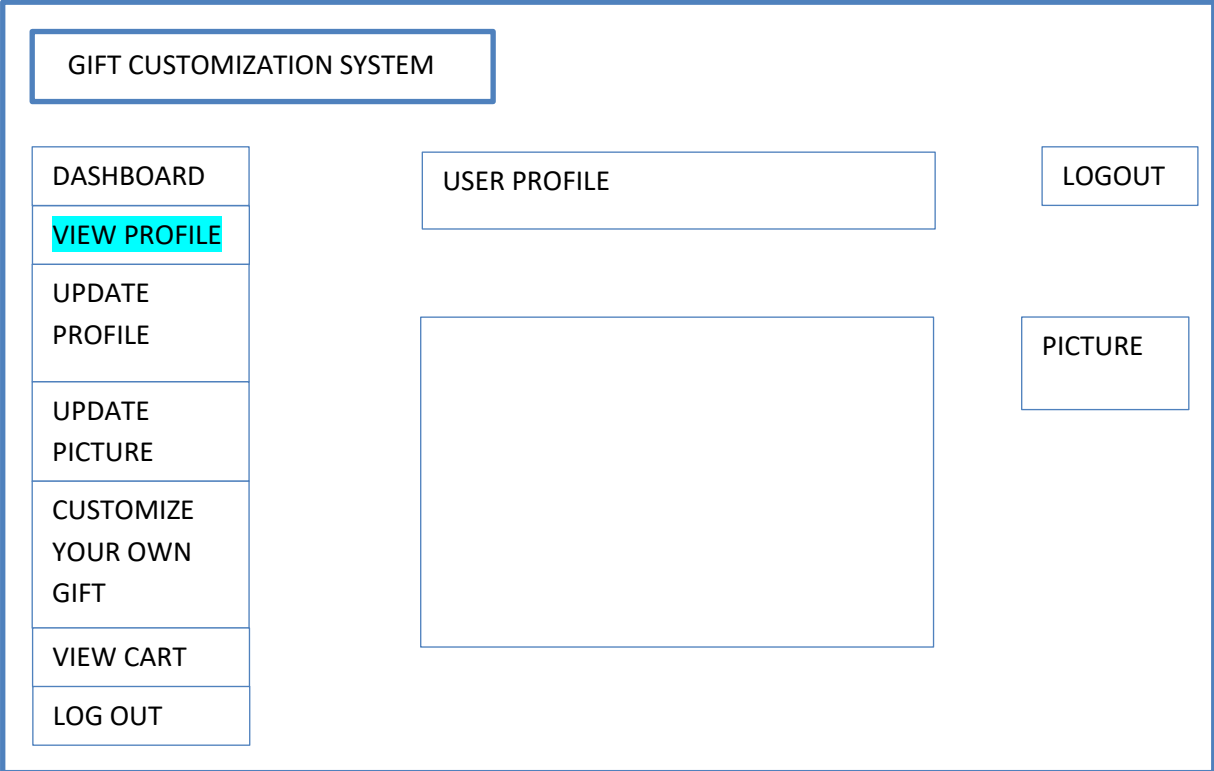 GIFT CUSTOMIZATION SYSTEM
DASHBOARD
VIEW PROFILE
UPDATE
PROFILE
UPDATE
PICTURE
CUSTOMIZE
YOUR OWN
GIFT
VIEW CART
LOG OUT
USER PROFILE
LOGOUT
PICTURE